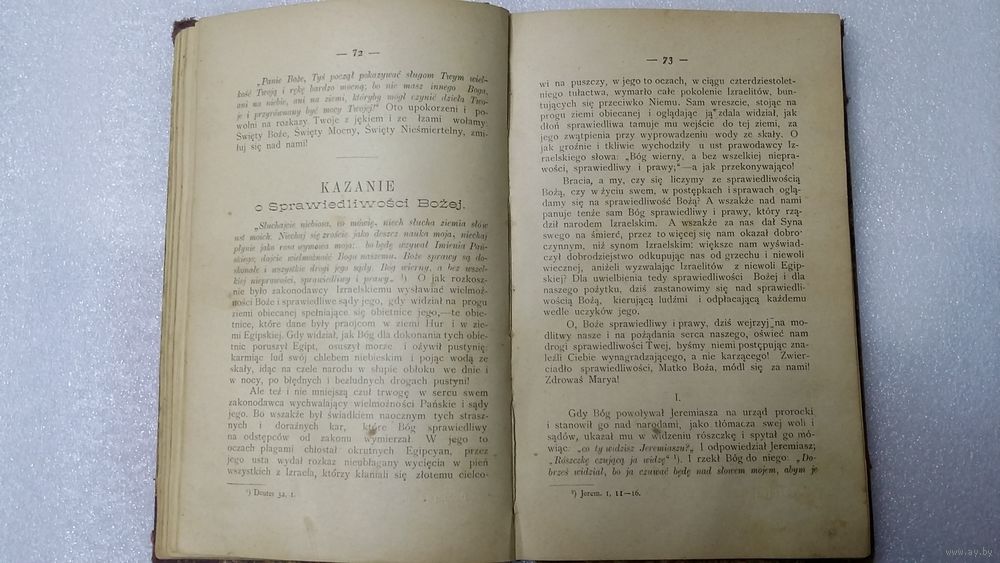 — 72 —
„Panie Boże, Tyś począł pokazywać sługom Twym wiel-
kość Twoją i rękę bardzo mocną; bo nie masz innego Boga,
ani na niebie, ani na ziemi, któryby mógł czynić dzieła Two-
je i przyrównany być mocy Twojej!“ Oto upokorzeni i po-
wolni na rozkazy Twoje z jękiem i ze łzami wołamy:
Święty Boże, Święty Mocny, Święty Nieśmiertelny, zmi-
łuj się nad nami!
KAZANIE
o Sprawiedliwości Bożej.
„Słuchajcie niebiosa, co mówię, niech słucha ziemia słów
ust moich. Niechaj się zroście jako deszcz nauka moja, niechaj
płynie jako rosa wymowa moja: bo będę wzywał Imienia Pań-
skiego; dajcie wielmożność Bogu naszemu. Boże sprawy są do-
skonałe i wszystkie drogi jego sądy. Bóg wierny, a bez wszel-
kiej nieprawości, sprawiedliwy i prawy.“ ¹) O jak rozkosz-
nie było zakonodawcy Izraelskiemu wysławiać wielmoż-
ności Boże i sprawiedliwe sądy jego, gdy widział na progu
ziemi obiecanej spełniające się obietnice jego,—te obie-
tnice, które dane były praojcom w ziemi Hur i w zie-
mi Egipskiej. Gdy widział, jak Bóg dla dokonania tych obie-
tnic poruszył Egipt, osuszył morze i ożywił pustynię,
karmiąc lud swój chlebem niebieskim i pojąc wodą ze
skały, idąc na czele narodu w słupie obłoku we dnie i
w nocy, po błędnych i bezludnych drogach pustyni!
Ale też i nie mniejszą czuł trwogę w sercu swem
zakonodawca wychwalający wielmożności Pańskie i sądy
jego. Bo wszakże był świadkiem naocznym tych strasz-
nych i doraźnych kar, które Bóg sprawiedliwy
na odstępców od zakonu wymierzał. W jego to
oczach plagami chłostał okrutnych Egipcyan, przez
jego usta wydał rozkaz nieubłagany wycięcia w pień
wszystkich z Izraela, którzy kłaniali się złotemu cielco-
¹) Deuter 32, 1.
— 73 —
wi na puszczy, w jego to oczach, w ciągu czterdziestolet-
niego tułactwa, wymarło całe pokolenie Izraelitów, bun-
tujących się przeciwko Niemu. Sam wreszcie, stojąc na
progu ziemi obiecanej i oglądając ją zdala widział, jak
dłoń sprawiedliwa tamuje mu wejście do tej ziemi, za
jego zwątpienia przy wyprowadzeniu wody ze skały. O
jak groźnie i tkliwie wychodziły u ust prawodawcy Iz-
raelskiego słowa: „Bóg wierny, a bez wszelkiej niepra-
wości, sprawiedliwy i prawy;“—a jak przekonywająco!
Bracia, a my, czy się liczymy ze sprawiedliwością
Bożą, czy w życiu swem, w postępkach i sprawach oglą-
damy się na sprawiedliwość Bożą? A wszakże nad nami
panuje tenże sam Bóg sprawiedliwy i prawy, który rzą-
dził narodem Izraelskim. A wszakże za nas dał Syna
swego na śmierć, przez to więcej się nam okazał dobro-
czynnym, niż synom Izraelskim: większe nam wyświad-
czył dobrodziejstwo odkupując nas od grzechu i niewoli
wiecznej, aniżeli wyzwalając Izraelitów z niewoli Egip-
skiej? Dla uwielbienia tedy sprawiedliwości Bożej i dla
naszego pożytku, dziś zastanowimy się nad sprawiedli-
wością Bożą, kierującą ludźmi i odpłacającą każdemu
wedle uczyków jego.
O, Boże sprawiedliwy i prawy, dziś wejrzyj na mo-
dlitwy nasze i na pożądania serca naszego, oświeć nam
drogi sprawiedliwości Twej, byśmy niemi postępując zna-
leźli Ciebie wynagradzającego, a nie karzącego! Zwier-
ciadło sprawiedliwości, Matko Boża, módl się za nami!
Zdrowaś Marya!
I.
Gdy Bóg powoływał Jeremiasza na urząd prorocki
i stanowił go nad narodami, jako tłómacza swej woli i
sądów, ukazał mu w widzeniu rószczkę i spytał go mó-
wiąc: „co ty widzisz Jeremiaszu?„ I odpowiedział Jeremiasz;
„Rószczkę czującą ja widzę“ ¹). I rzekł Bóg do niego: „Do-
brześ widział, bo ja czuwać będę nad słowem mojem, abym je
¹) Jerem. 1, 11—16.
www.ay.by